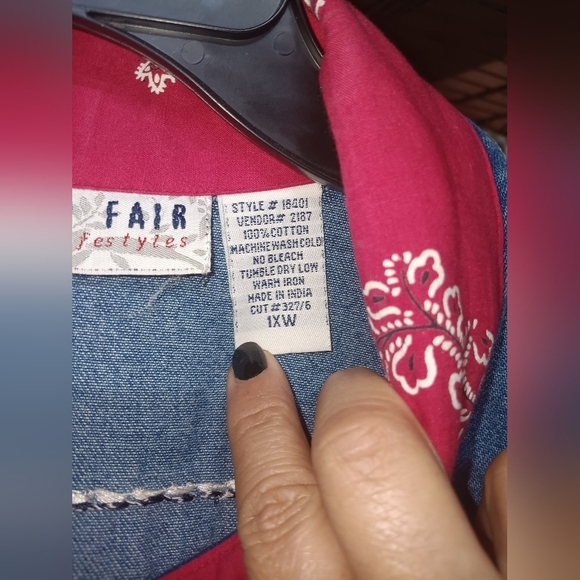 FAIR
festyles
STYLE # 16401
VENDOR# 2187
100% COTTON
MACHINE WASH COLD
NO BLEACH
TUMBLE DRY LOW
WARM IRON
MADE IN INDIA
CUT # 327/6
1XW